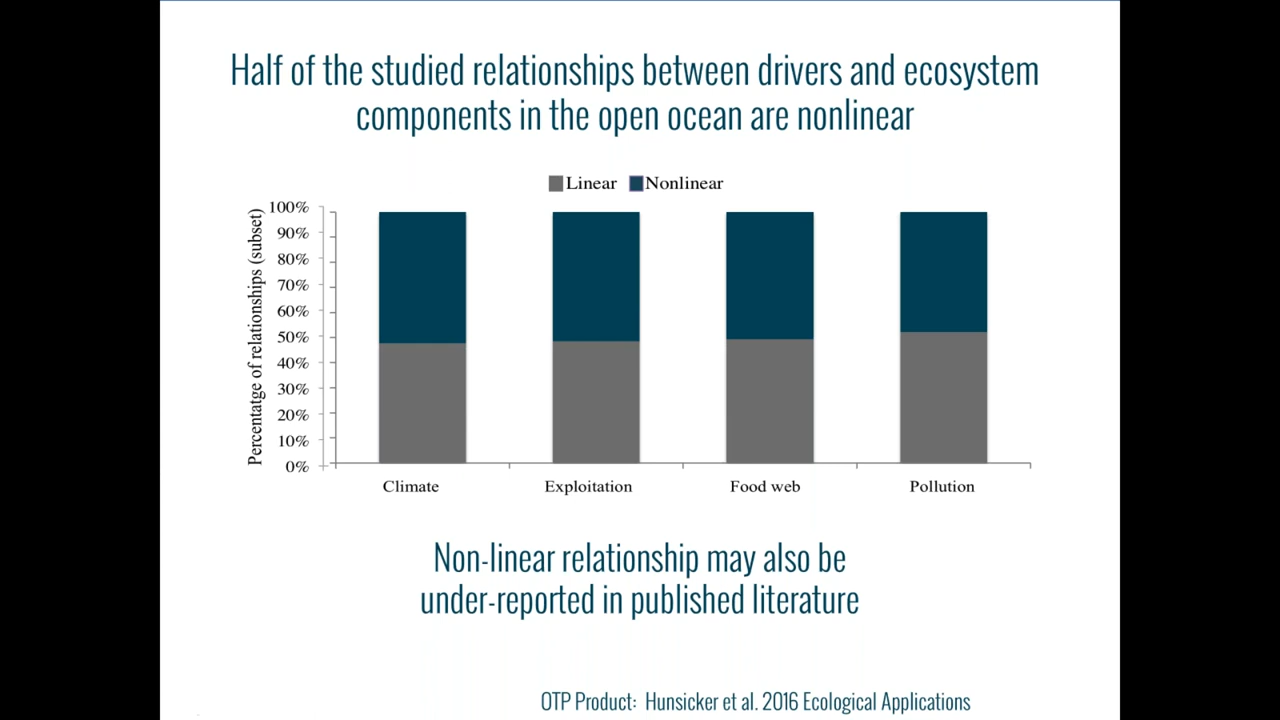 Half of the studied relationships between drivers and ecosystem
components in the open ocean are nonlinear
Linear Nonlinear
Percentatge of relationships (subset)
100%
90%
80%
70%
60%
50%
40%
30%
20%
10%
0%
Climate Exploitation Food web Pollution
Non-linear relationship may also be
under-reported in published literature
OTP Product: Hunsicker et al. 2016 Ecological Applications